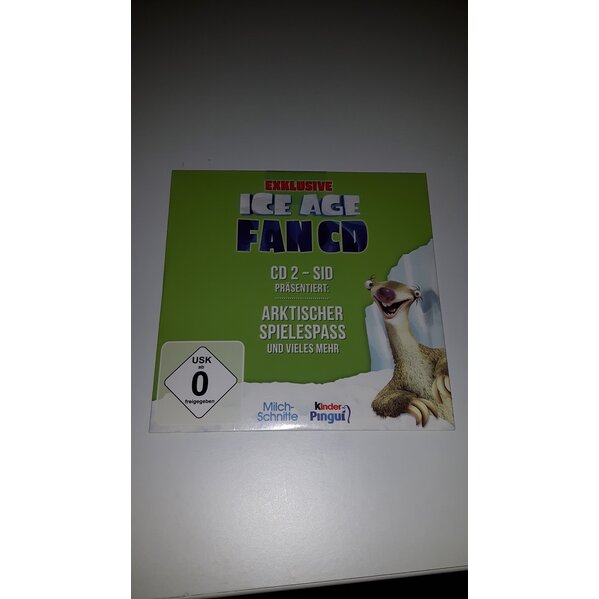 EXKLUSIVE
ICE AGE
FAN CD
CD 2 – SID
PRÄSENTIERT:
ARKTISCHER
SPIELESPASS
UND VIELES MEHR
USK
ab
0
freigegeben
Milch-
Schnitte
kinder
Pinguí